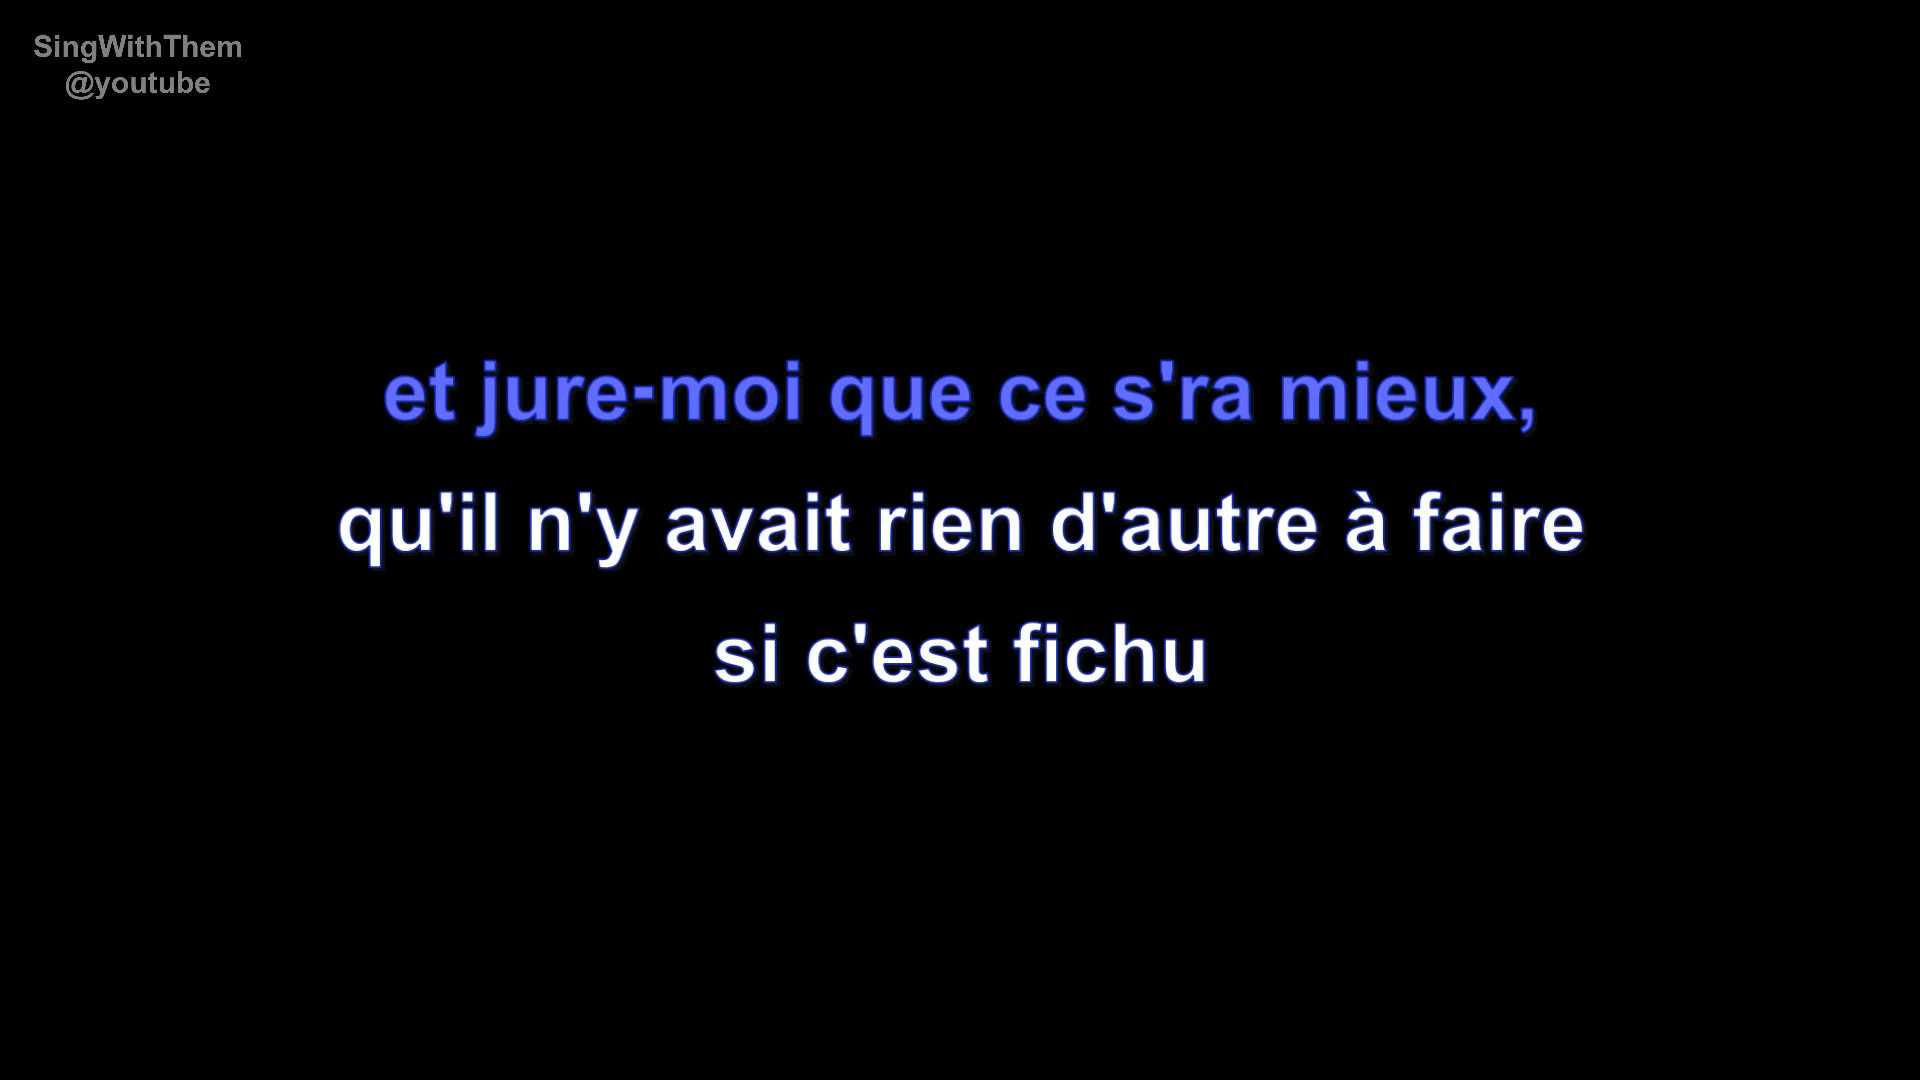 SingWithThem
@youtube
et jure-moi que ce s'ra mieux,
qu'il n'y avait rien d'autre à faire
si c'est fichu